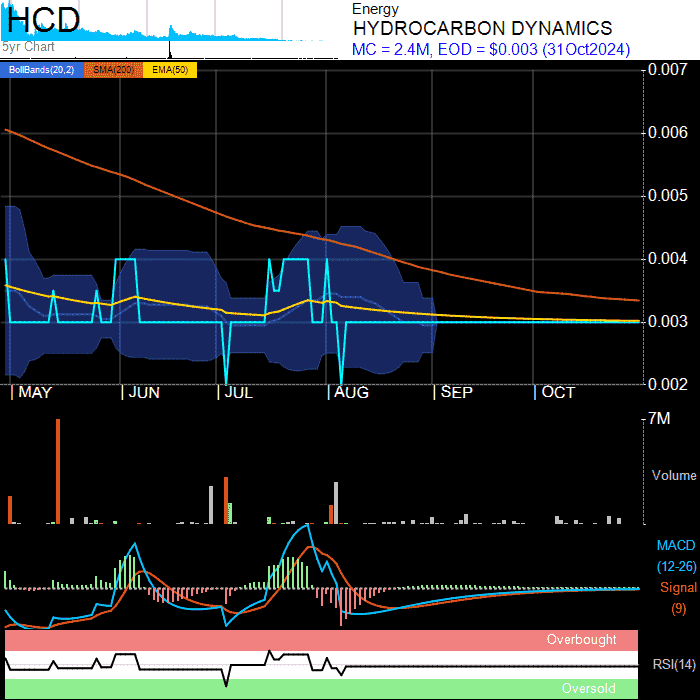 HCD
5yr Chart
Energy
HYDROCARBON DYNAMICS
MC = 2.4M, EOD = $0.003 (31Oct2024)
BollBands(20,2) SMA(200) EMA(50)
0.007
0.006
0.005
0.004
0.003
0.002
MAY JUN JUL AUG SEP OCT
7M
Volume
MACD
(12-26)
Signal
(9)
Overbought
RSI(14)
Oversold